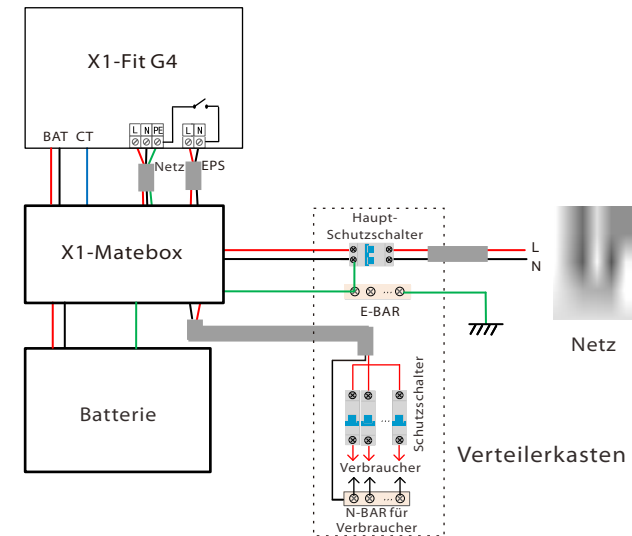 X1-Fit G4
BAT CT
L N PE
L N
Netz
EPS
X1-Matebox
Haupt-
Schutzschalter
L
N
E-BAR
Netz
Batterie
Schutzschalter
Verbraucher
Verteilerkasten
N-BAR für
Verbraucher